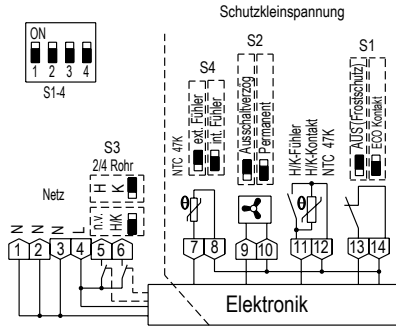 Schutzkleinspannung
ON
1 2 3 4
S1-4
S4
S2
S1
NTC 47K
ext. Fühler
int. Fühler
Ausschaltverzog
Permanent
H/K-Fühler
H/K-Kontakt
NTC 47K
AUS (Frostschutz)
ECO Kontakt
S3
2/4 Rohr
H K
n.v. H/K
Netz
N N N L
θ
θ
1 2 3 4 5 6
7 8 9 10 11 12 13 14
Elektronik